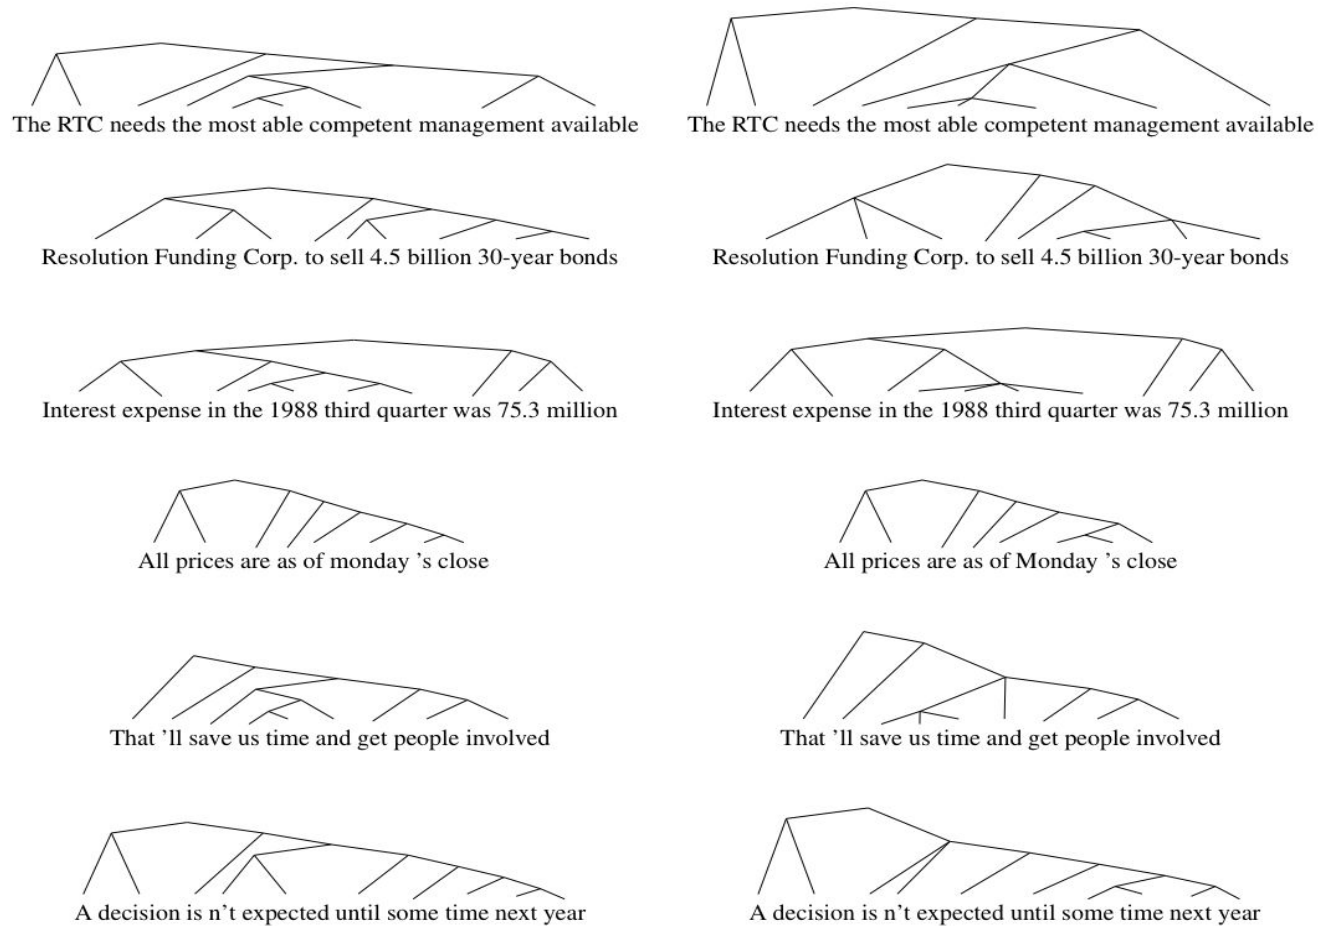 The RTC needs the most able competent management available
The RTC needs the most able competent management available
Resolution Funding Corp. to sell 4.5 billion 30-year bonds
Resolution Funding Corp. to sell 4.5 billion 30-year bonds
Interest expense in the 1988 third quarter was 75.3 million
Interest expense in the 1988 third quarter was 75.3 million
All prices are as of monday ’s close
All prices are as of Monday ’s close
That ’ll save us time and get people involved
That ’ll save us time and get people involved
A decision is n’t expected until some time next year
A decision is n’t expected until some time next year